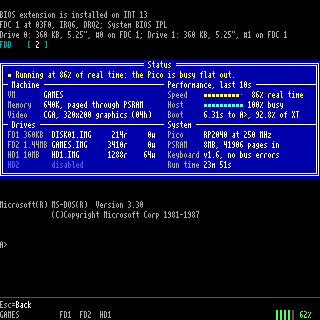 BIOS extension is installed on INT 13
FDC 1 at 03F0, IRQ6, DRQ2; System BIOS IPL
Drive 0: 360 KB, 5.25", #0 on FDC 1; Drive 1: 360 KB, 5.25", #1 on FDC 1
FDD [ 2 ]
Status
• Running at 86% of real time: the Pico is busy flat out.
Machine Performance, last 10s
VM GAMES Speed 86% real time
Memory 640K, paged through PSRAM Host 100% busy
Video CGA, 320x200 graphics (04h) Boot 6.31s to A>, 92.8% of XT
Drives System
FD1 360KB DISK01.IMG 214r 0w Pico RP2040 at 250 MHz
FD2 1.44MB GAMES.IMG 3410r 0w PSRAM 8MB, 41906 pages in
HD1 10MB HD1.IMG 1288r 64w Keyboard v1.6, no bus errors
HD2 disabled Run time 23m 51s
Microsoft(R) MS-DOS(R) Version 3.30
(C)Copyright Microsoft Corp 1981-1987
A>
Esc=Back
GAMES FD1 FD2 HD1 62%